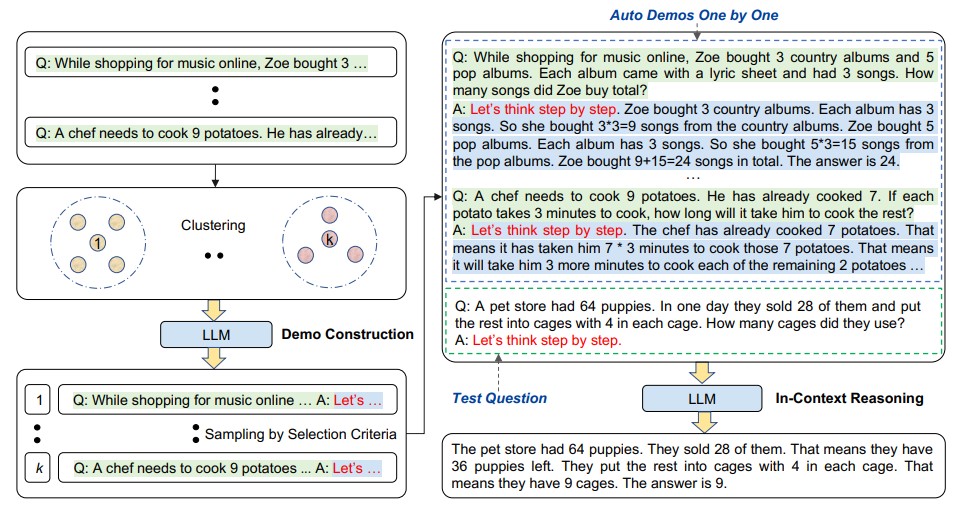 Q: While shopping for music online, Zoe bought 3 …
Q: A chef needs to cook 9 potatoes. He has already…
Clustering
1
k
LLM
Demo Construction
1
Q: While shopping for music online … A: Let's …
Sampling by Selection Criteria
k
Q: A chef needs to cook 9 potatoes ... A: Let's …
Auto Demos One by One
Q: While shopping for music online, Zoe bought 3 country albums and 5
pop albums. Each album came with a lyric sheet and had 3 songs. How
many songs did Zoe buy total?
A: Let's think step by step. Zoe bought 3 country albums. Each album has 3
songs. So she bought 3*3=9 songs from the country albums. Zoe bought 5
pop albums. Each album has 3 songs. So she bought 5*3=15 songs from
the pop albums. Zoe bought 9+15=24 songs in total. The answer is 24.
…
Q: A chef needs to cook 9 potatoes. He has already cooked 7. If each
potato takes 3 minutes to cook, how long will it take him to cook the rest?
A: Let's think step by step. The chef has already cooked 7 potatoes. That
means it has taken him 7 * 3 minutes to cook those 7 potatoes. That means
it will take him 3 more minutes to cook each of the remaining 2 potatoes …
Q: A pet store had 64 puppies. In one day they sold 28 of them and put
the rest into cages with 4 in each cage. How many cages did they use?
A: Let's think step by step.
Test Question
LLM
In-Context Reasoning
The pet store had 64 puppies. They sold 28 of them. That means they have
36 puppies left. They put the rest into cages with 4 in each cage. That
means they have 9 cages. The answer is 9.